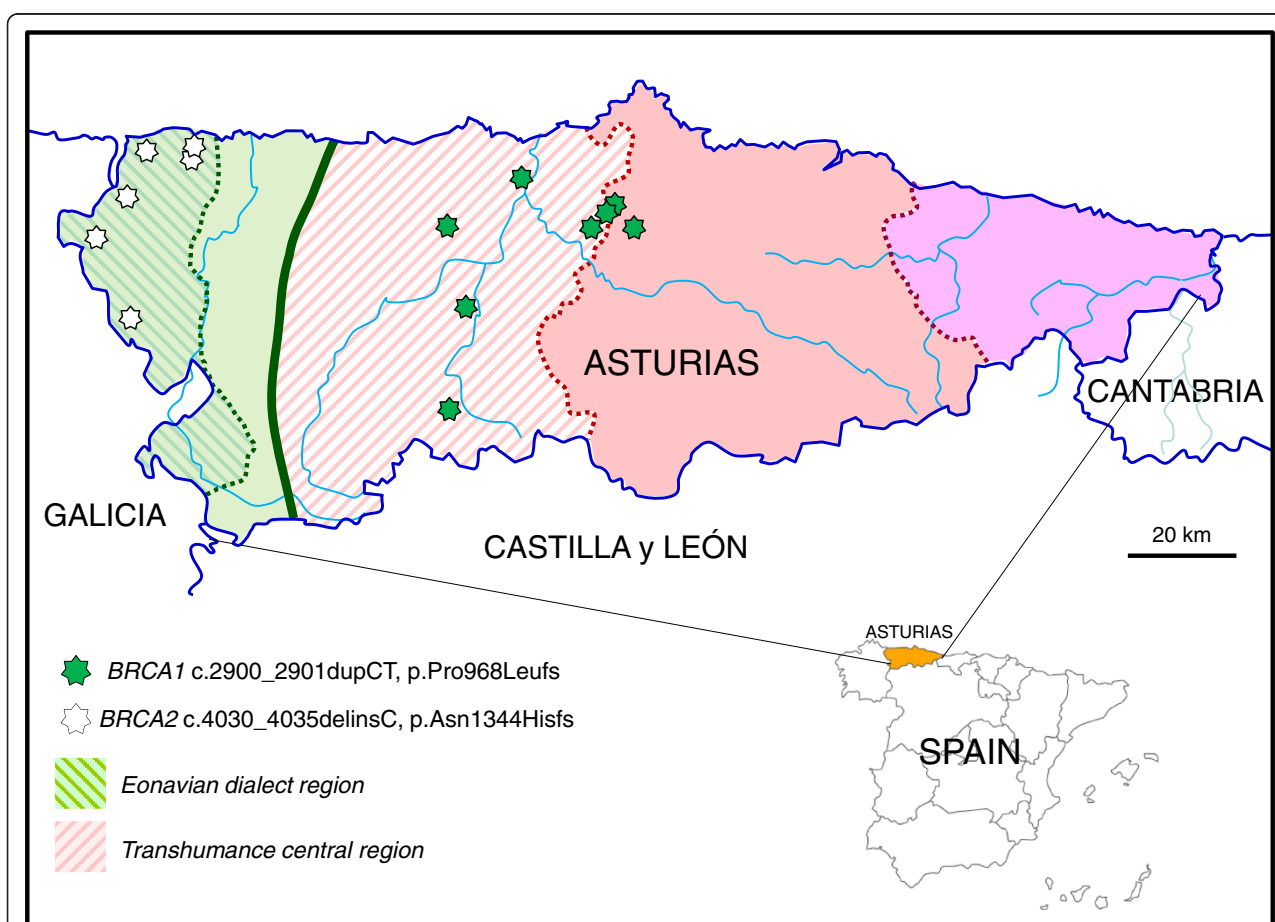 ASTURIAS
CANTABRIA
GALICIA
CASTILLA y LEÓN
20 km
ASTURIAS
SPAIN
BRCA1 c.2900_2901dupCT, p.Pro968Leufs
BRCA2 c.4030_4035delinsC, p.Asn1344Hisfs
Eonavian dialect region
Transhumance central region